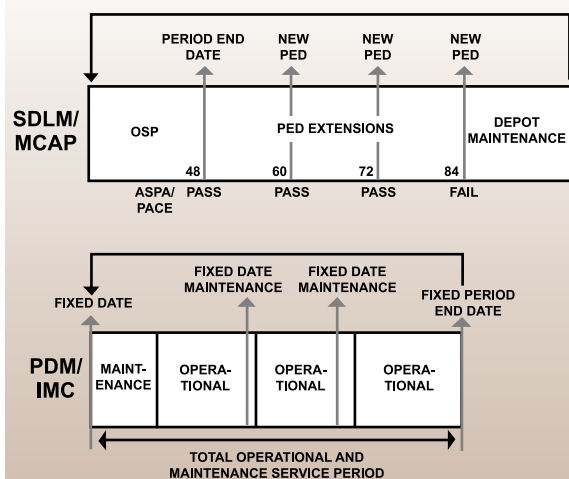 PERIOD END
DATE
NEW
PED
NEW
PED
NEW
PED
SDLM/
MCAP
OSP
PED EXTENSIONS
DEPOT
MAINTENANCE
48
60
72
84
ASPA/
PACE
PASS
PASS
PASS
FAIL
FIXED DATE
FIXED DATE
MAINTENANCE
FIXED DATE
MAINTENANCE
FIXED PERIOD
END DATE
PDM/
IMC
MAINT-
ENANCE
OPERA-
TIONAL
OPERA-
TIONAL
OPERA-
TIONAL
TOTAL OPERATIONAL AND
MAINTENANCE SERVICE PERIOD